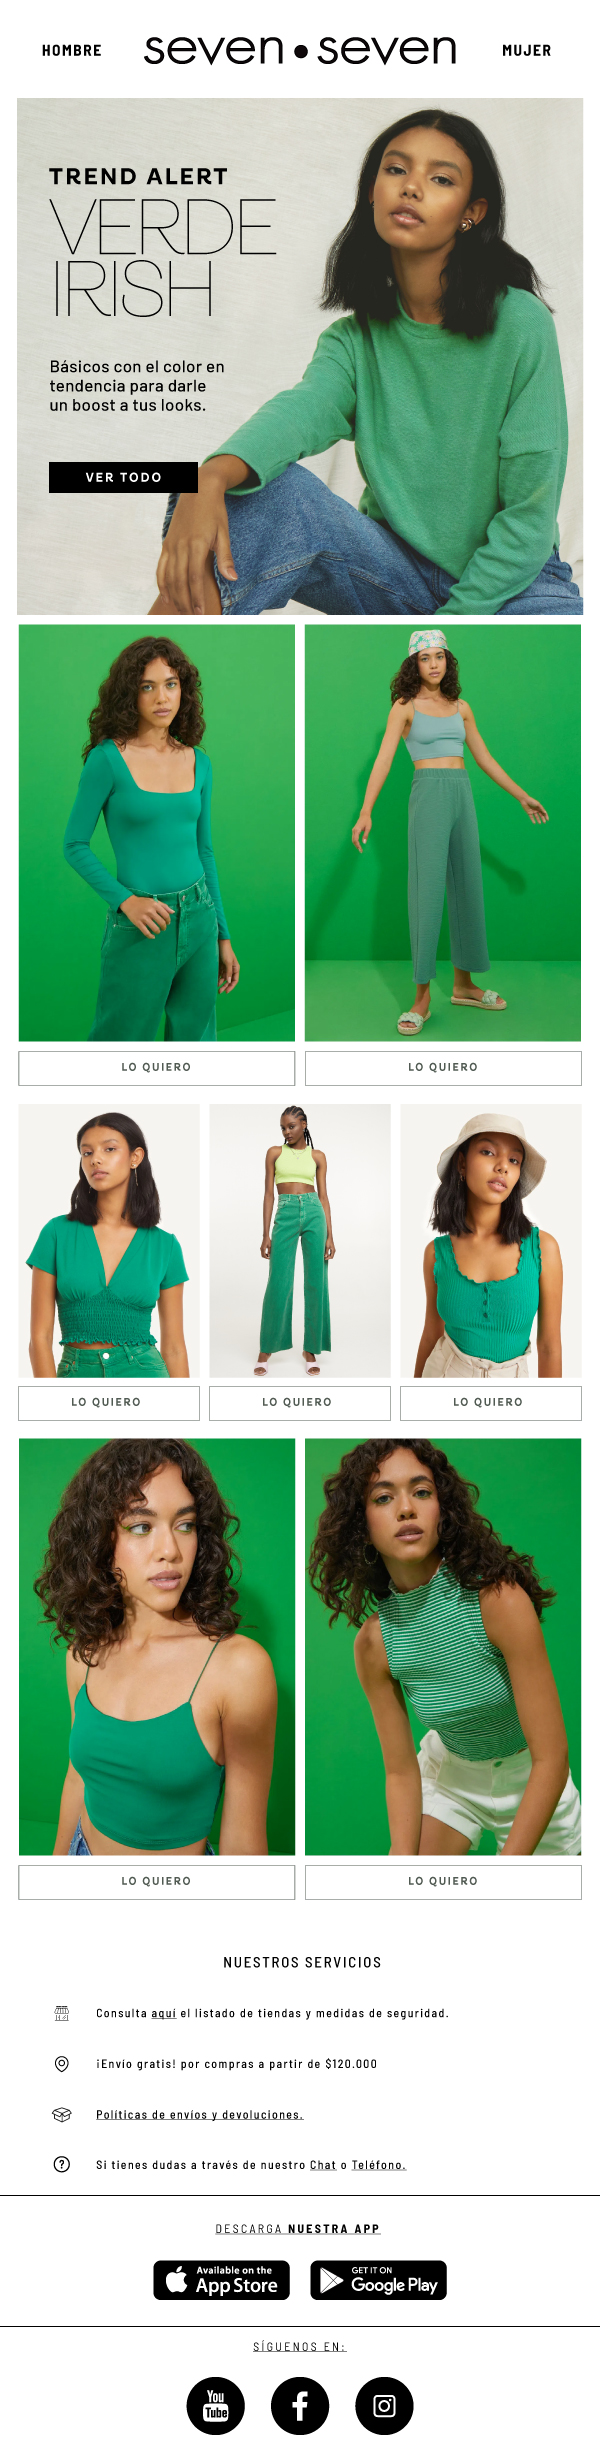 HOMBRE
seven•seven
MUJER
TREND ALERT
VERDE
IRISH
Básicos con el color en
tendencia para darle
un boost a tus looks.
VER TODO
LO QUIERO
LO QUIERO
LO QUIERO
LO QUIERO
LO QUIERO
LO QUIERO
LO QUIERO
NUESTROS SERVICIOS
Consulta aquí el listado de tiendas y medidas de seguridad.
¡Envío gratis! por compras a partir de $120.000
Políticas de envíos y devoluciones.
Si tienes dudas a través de nuestro Chat o Teléfono.
DESCARGA NUESTRA APP
Available on the
App Store
GET IT ON
Google Play
SÍGUENOS EN:
You
Tube